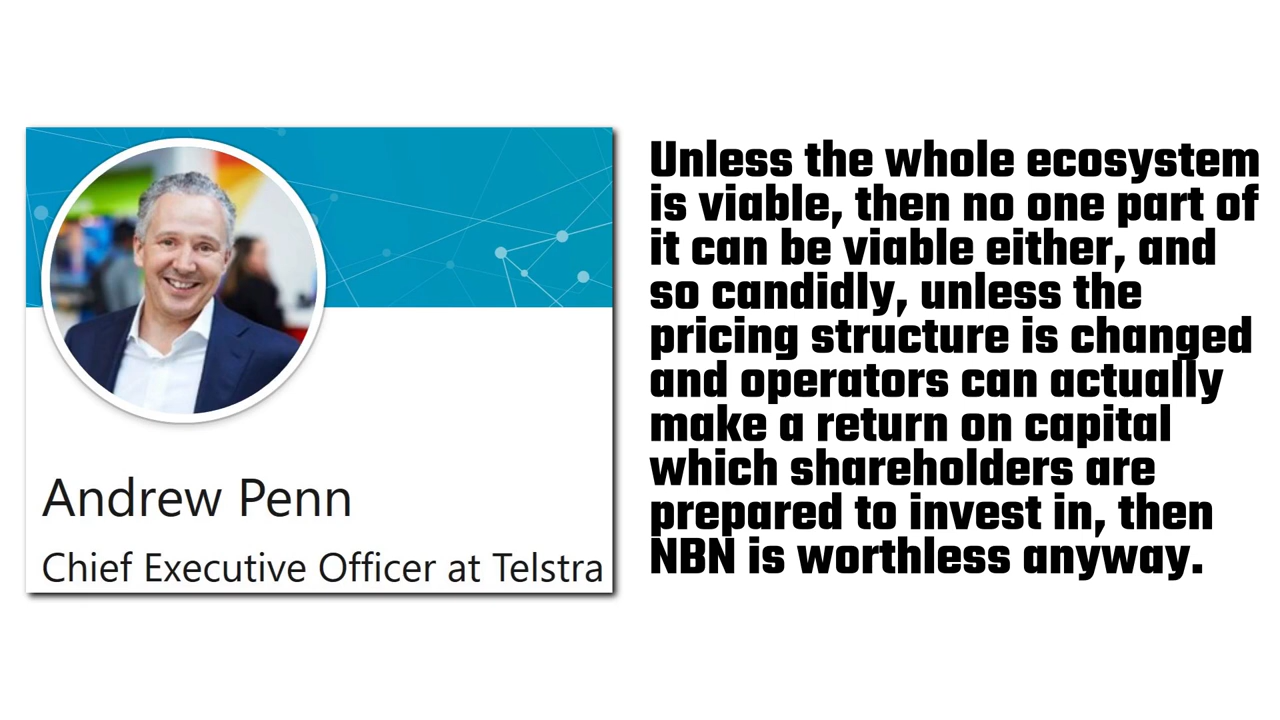 Andrew Penn
Chief Executive Officer at Telstra
Unless the whole ecosystem
is viable, then no one part of
it can be viable either, and
so candidly, unless the
pricing structure is changed
and operators can actually
make a return on capital
which shareholders are
prepared to invest in, then
NBN is worthless anyway.